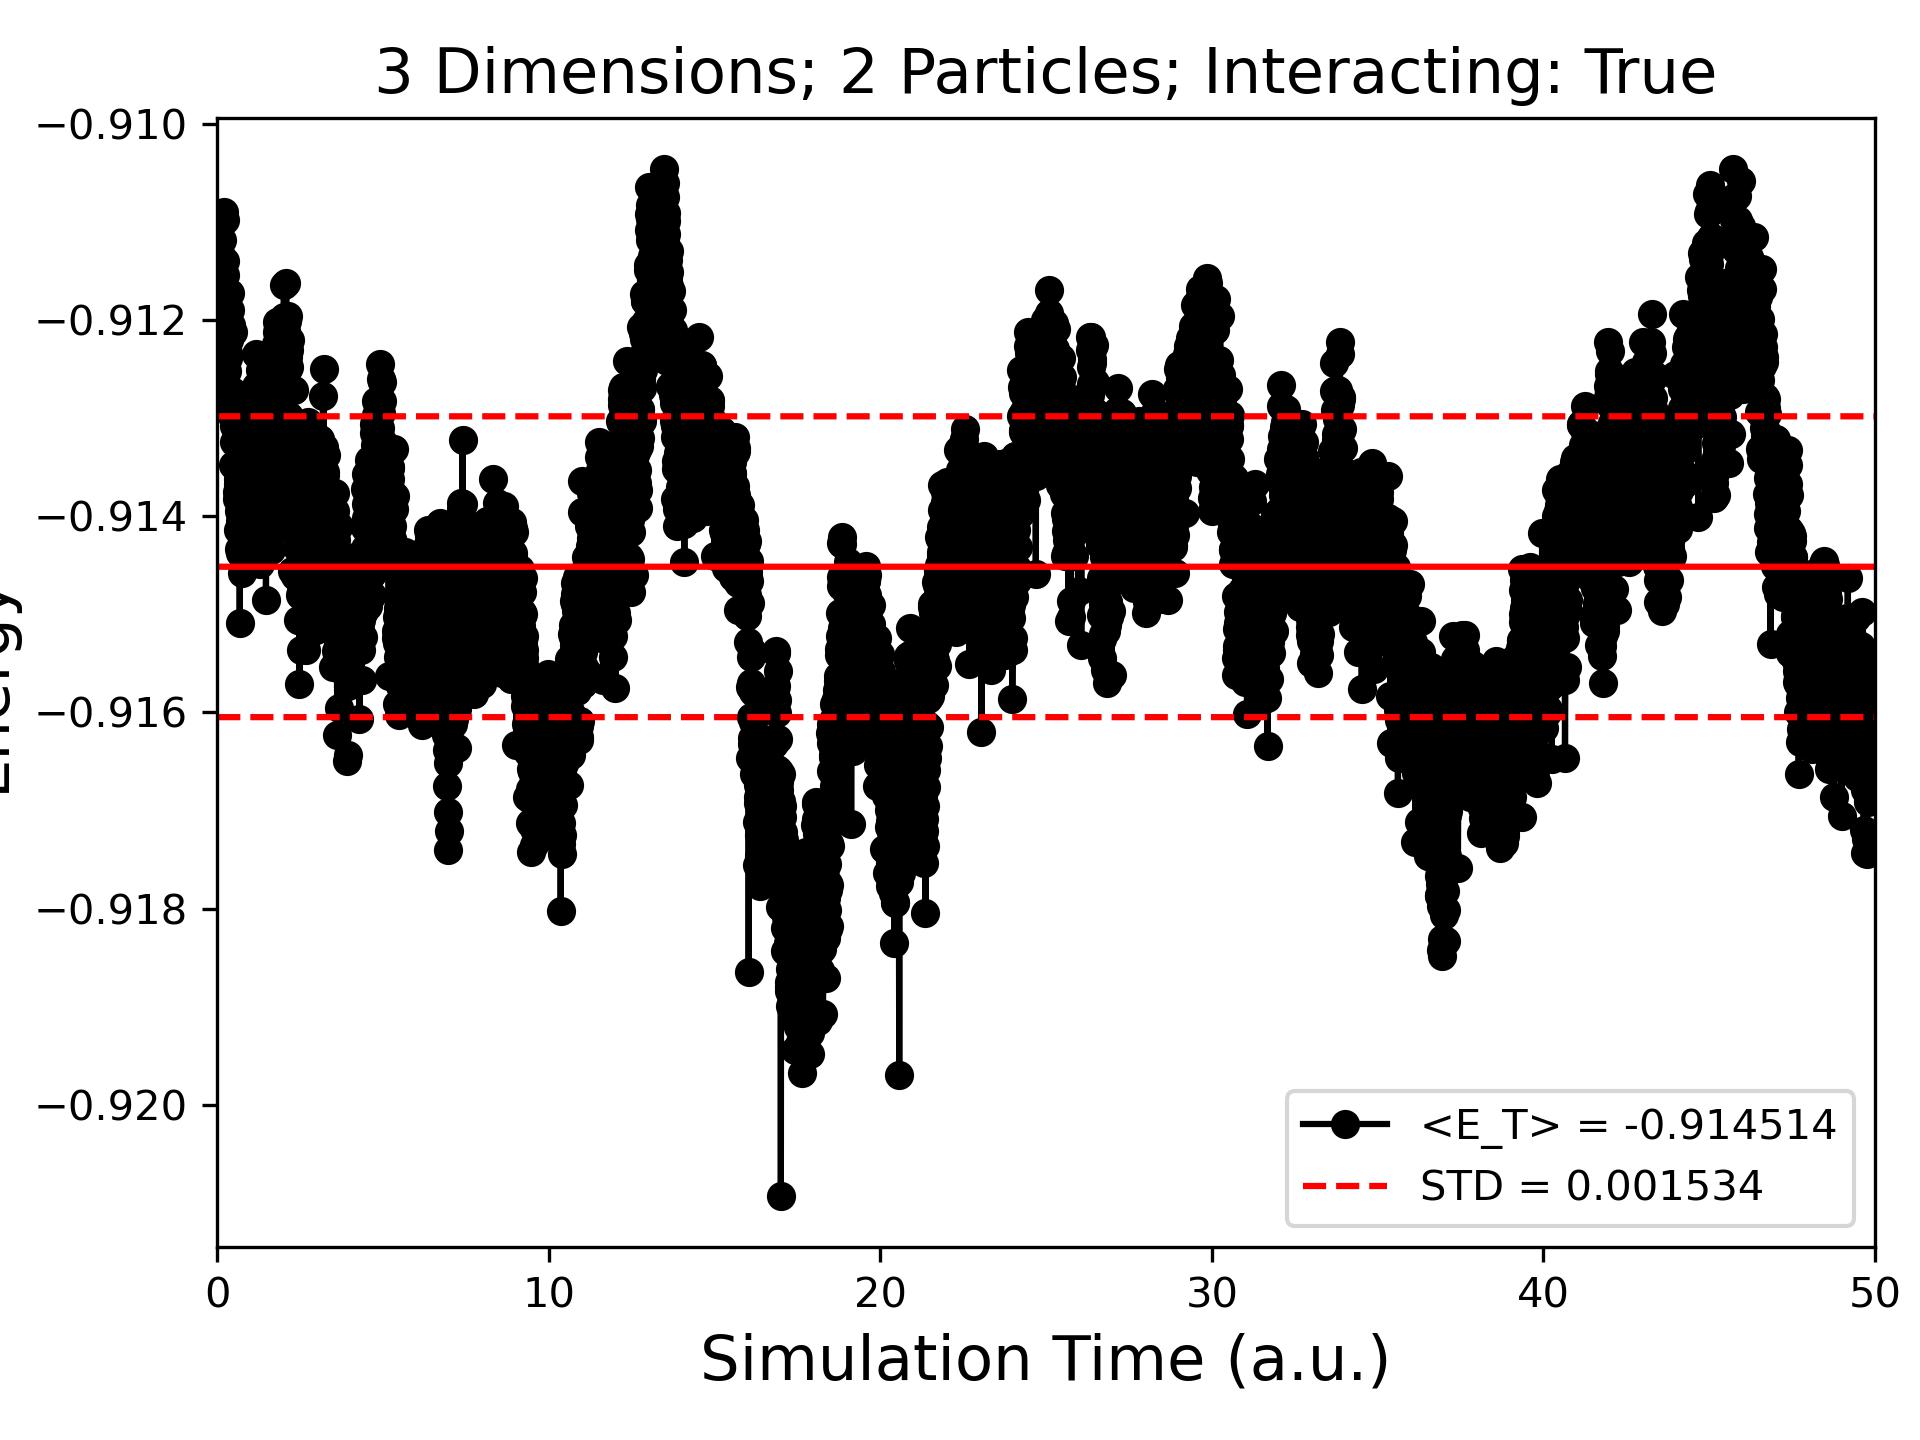 3 Dimensions; 2 Particles; Interacting: True
−0.910
−0.912
−0.914
−0.916
−0.918
−0.920
Energy
<E_T> = -0.914514
STD = 0.001534
0 10 20 30 40 50
Simulation Time (a.u.)